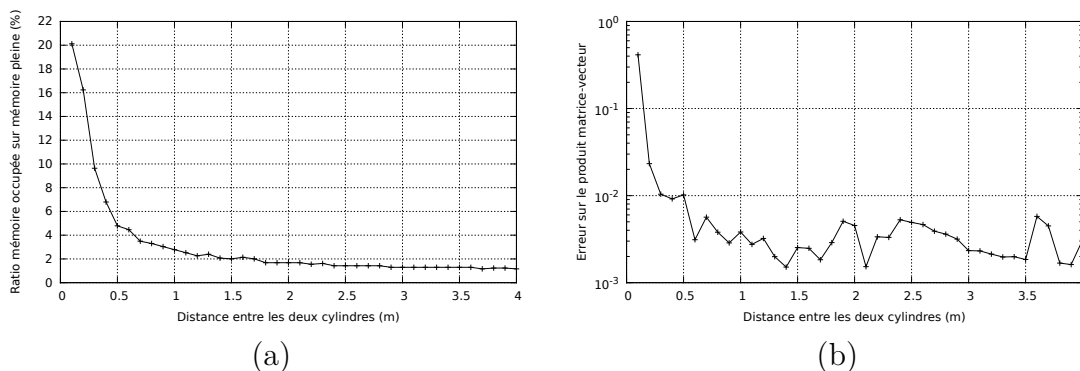 Ratio mémoire occupée sur mémoire pleine (%)
22
20
18
16
14
12
10
8
6
4
2
0
0 0.5 1 1.5 2 2.5 3 3.5 4
Distance entre les deux cylindres (m)
(a)
Erreur sur le produit matrice-vecteur
10⁰
10⁻¹
10⁻²
10⁻³
0 0.5 1 1.5 2 2.5 3 3.5
Distance entre les deux cylindres (m)
(b)